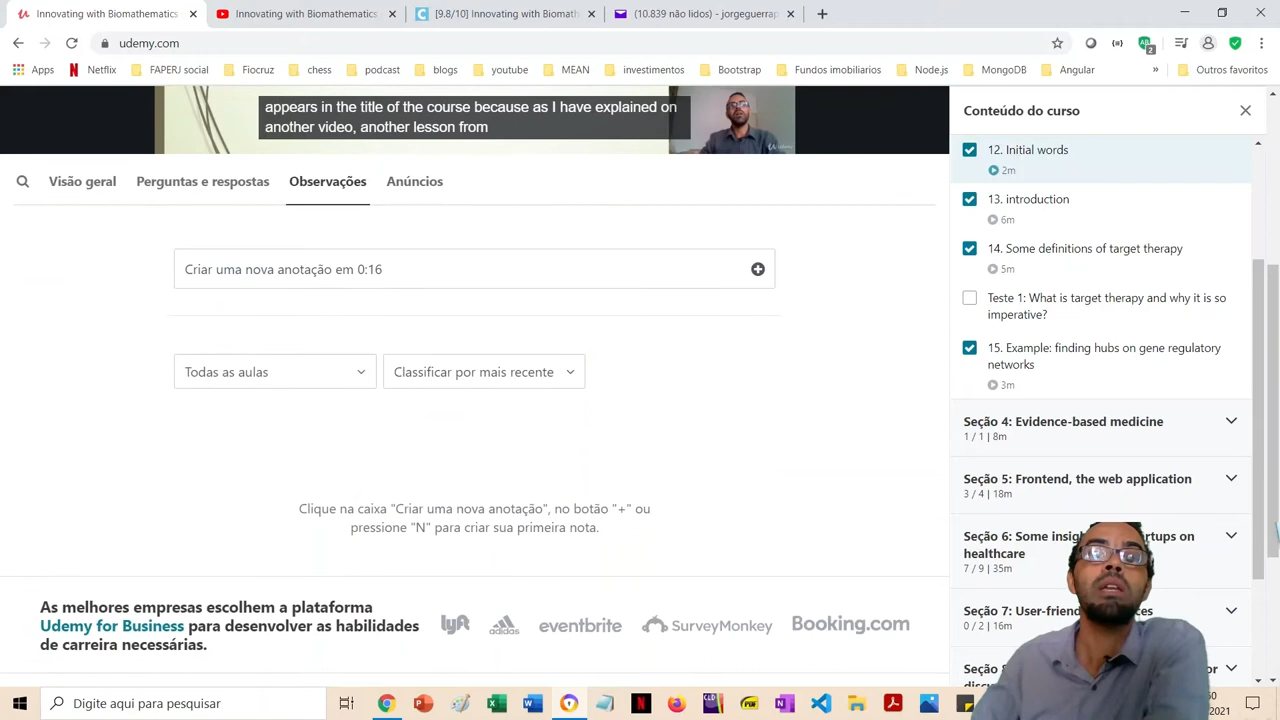 Innovating with Biomathematics
Innovating with Biomathematics
[9.8/10] Innovating with Biomath
(10.839 não lidos) - jorgeguerrap
udemy.com
2
Apps
Netflix
FAPERJ social
Fiocruz
chess
podcast
blogs
youtube
MEAN
investimentos
Bootstrap
Fundos imobiliarios
Node.js
MongoDB
Angular
»
Outros favoritos
appears in the title of the course because as I have explained on
another video, another lesson from
Visão geral
Perguntas e respostas
Observações
Anúncios
Criar uma nova anotação em 0:16
Todas as aulas
Classificar por mais recente
Clique na caixa "Criar uma nova anotação", no botão "+" ou
pressione "N" para criar sua primeira nota.
As melhores empresas escolhem a plataforma
Udemy for Business para desenvolver as habilidades
de carreira necessárias.
lyft
adidas
eventbrite
SurveyMonkey
Booking.com
Conteúdo do curso
12. Initial words
2m
13. introduction
6m
14. Some definitions of target therapy
5m
Teste 1: What is target therapy and why it is so
imperative?
15. Example: finding hubs on gene regulatory
networks
3m
Seção 4: Evidence-based medicine
1 / 1 | 8m
Seção 5: Frontend, the web application
3 / 4 | 18m
Seção 6: Some
on
healthcare
7 / 9 | 35m
Seção 7:
0 / 2 | 16m
Digite aqui para pesquisar